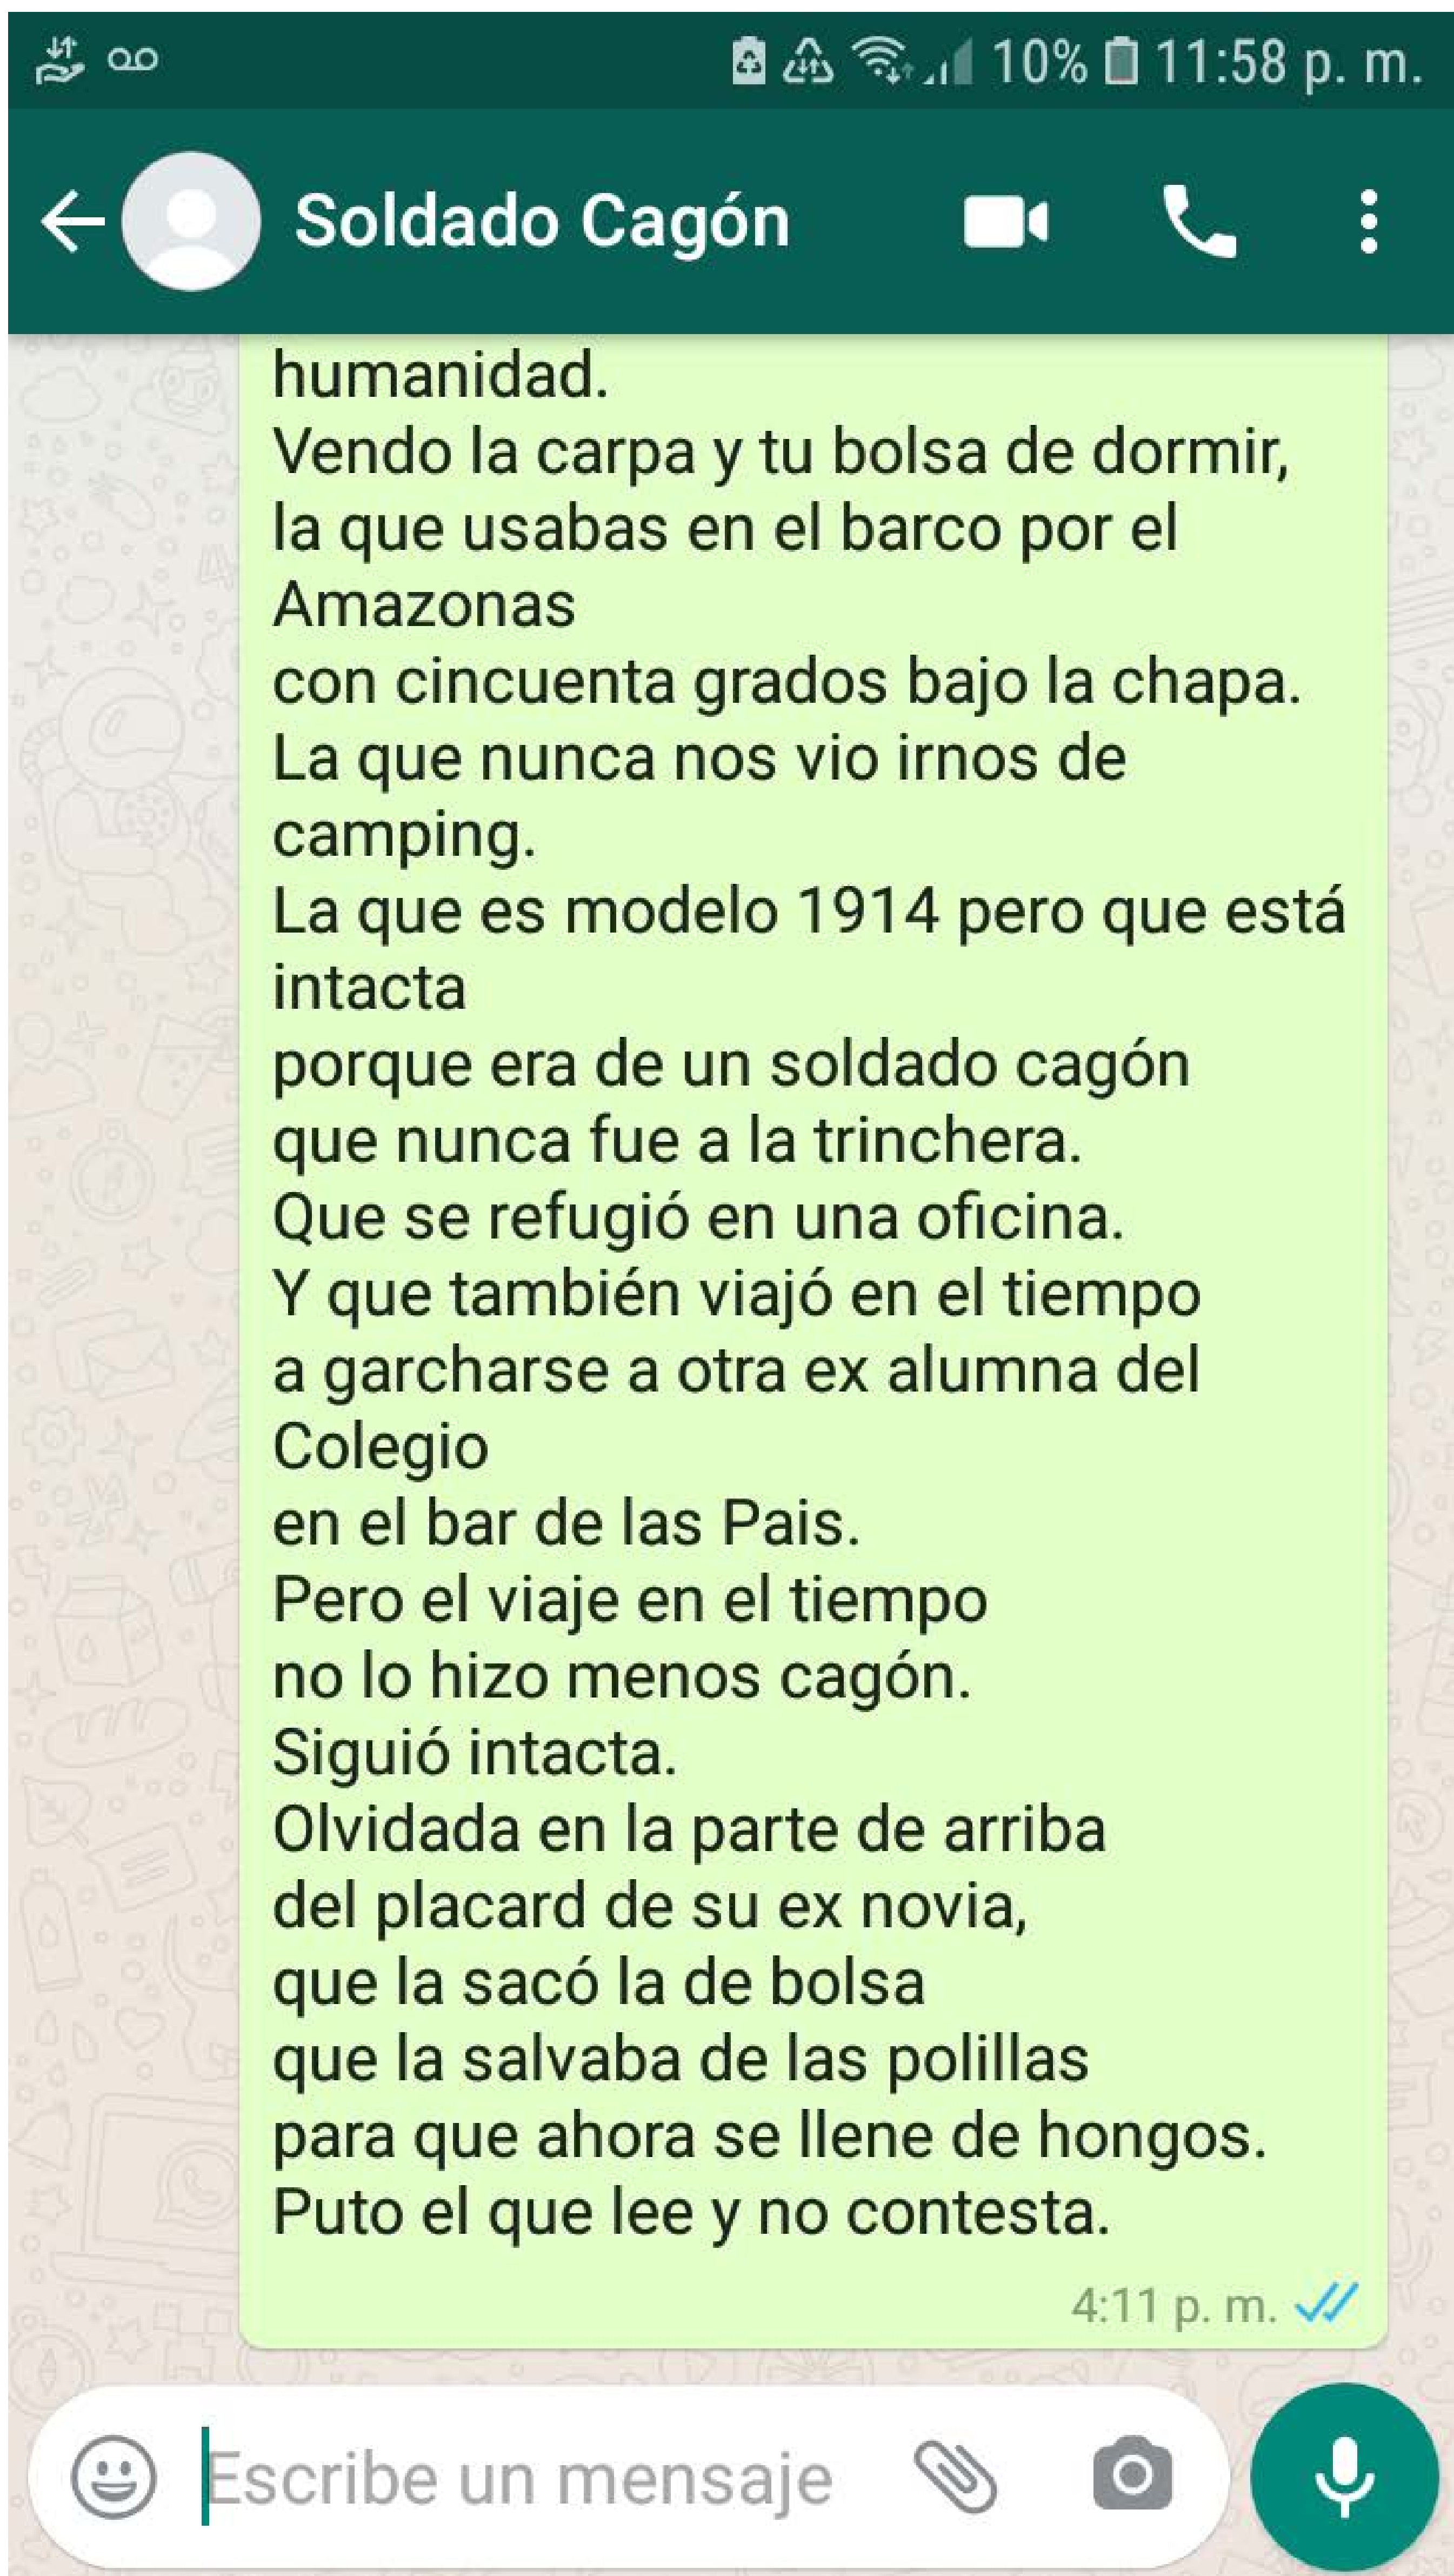 10% 11:58 p. m.
Soldado Cagón
humanidad.
Vendo la carpa y tu bolsa de dormir,
la que usabas en el barco por el
Amazonas
con cincuenta grados bajo la chapa.
La que nunca nos vio irnos de
camping.
La que es modelo 1914 pero que está
intacta
porque era de un soldado cagón
que nunca fue a la trinchera.
Que se refugió en una oficina.
Y que también viajó en el tiempo
a garcharse a otra ex alumna del
Colegio
en el bar de las Pais.
Pero el viaje en el tiempo
no lo hizo menos cagón.
Siguió intacta.
Olvidada en la parte de arriba
del placard de su ex novia,
que la sacó la de bolsa
que la salvaba de las polillas
para que ahora se llene de hongos.
Puto el que lee y no contesta.
4:11 p. m.
Escribe un mensaje